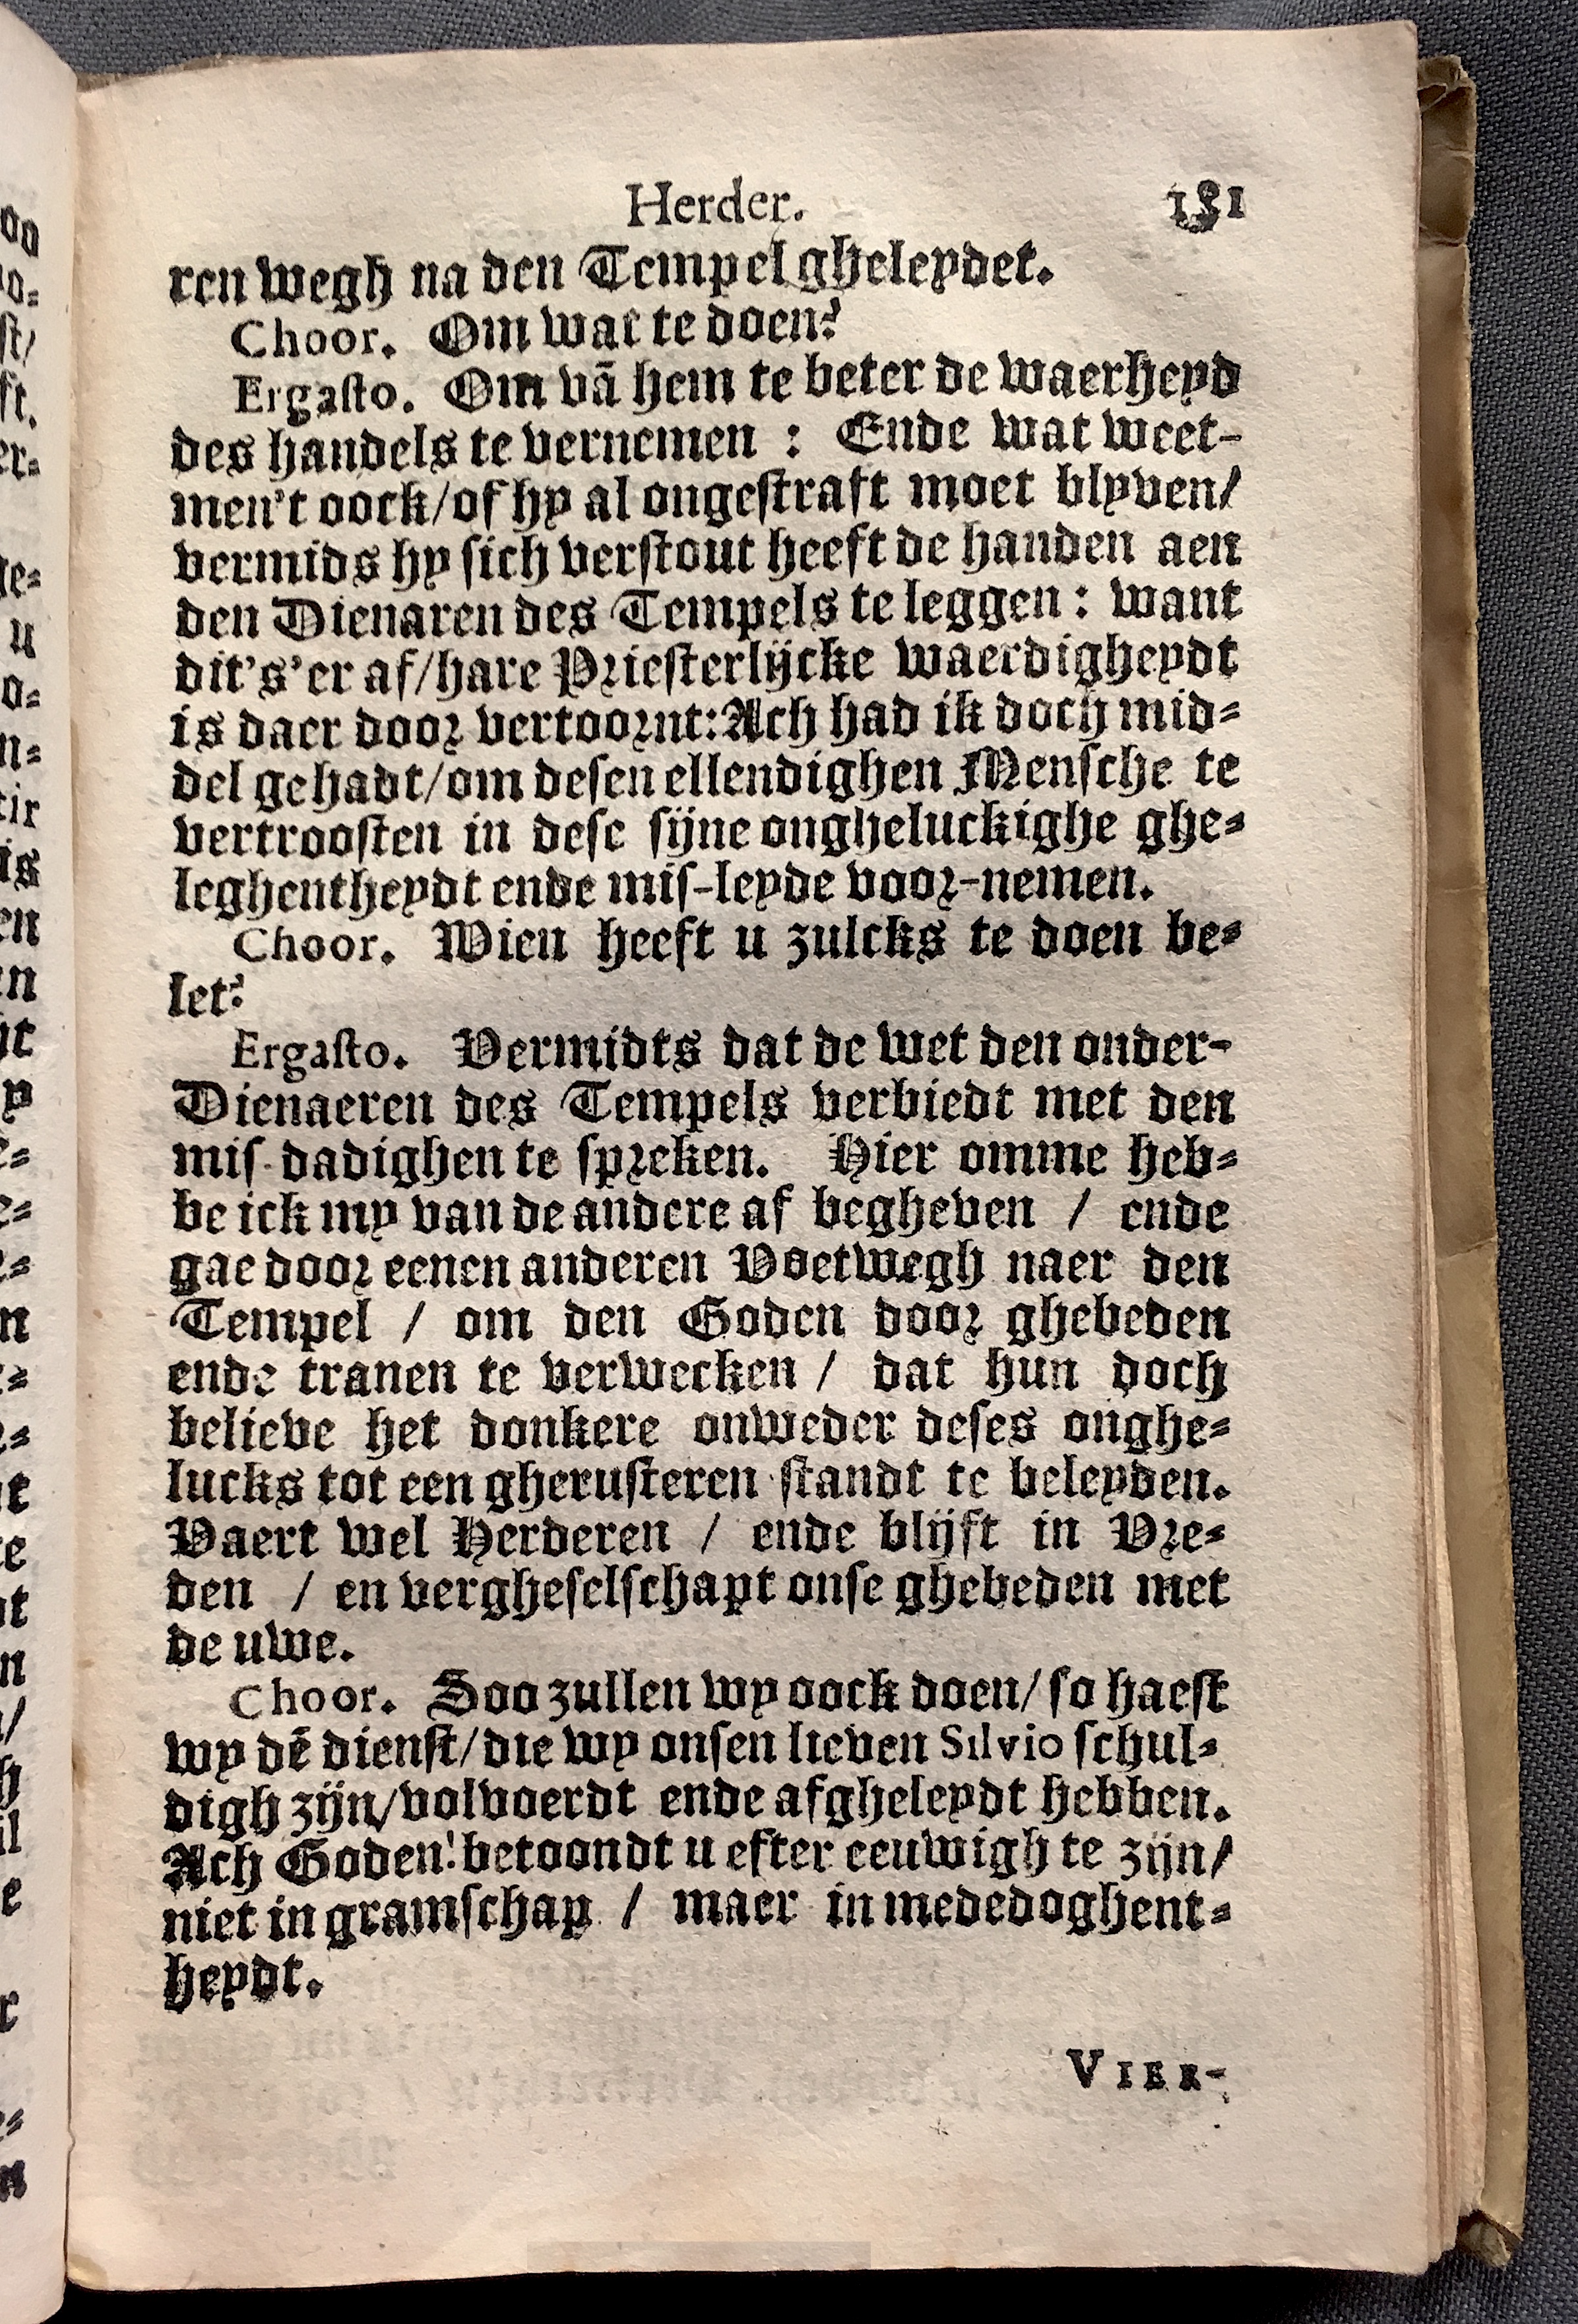 Herder. 181
ren wegh na den Tempel gheleydet.
Choor. Om wat te doen?
Ergasto. Om vā hem te beter de waerheyd
des handels te vernemen : Ende wat weet-
men't oock/of hy al ongestraft moet blyven/
vermids hy sich verstout heeft de handen aen
den Dienaren des Tempels te leggen : want
dit's'er af/hare Priesterlijcke waerdigheydt
is daer door vertoornt: Ach had ik doch mid-
del gehadt/om desen ellendighen Mensche te
vertroosten in dese sijne ongheluckighe ghe-
leghentheydt ende mis-leyde voor-nemen.
Choor. Wien heeft u zulcks te doen be-
let?
Ergasto. Vermidts dat de wet den onder-
Dienaeren des Tempels verbiedt met den
mis-dadighen te spreken. Hier omme heb-
be ick my van de andere af begheven / ende
gae door eenen anderen Voetwegh naer den
Tempel / om den Goden door ghebeden
ende tranen te verwecken / dat hun doch
believe het donkere onweder deses onghe-
lucks tot een gherusteren standt te beleyden.
Vaert wel Herderen / ende blijft in Vre-
den / en vergheselschapt onse ghebeden met
de uwe.
Choor. Soo zullen wy oock doen/ so haest
wy dē dienst/die wy onsen lieven Silvio schul-
digh zijn/volvoerdt ende afgheleydt hebben.
Ach Goden! betoondt u efter eeuwigh te zijn/
niet in gramschap / maer in mededoghent-
heydt.
VIER-